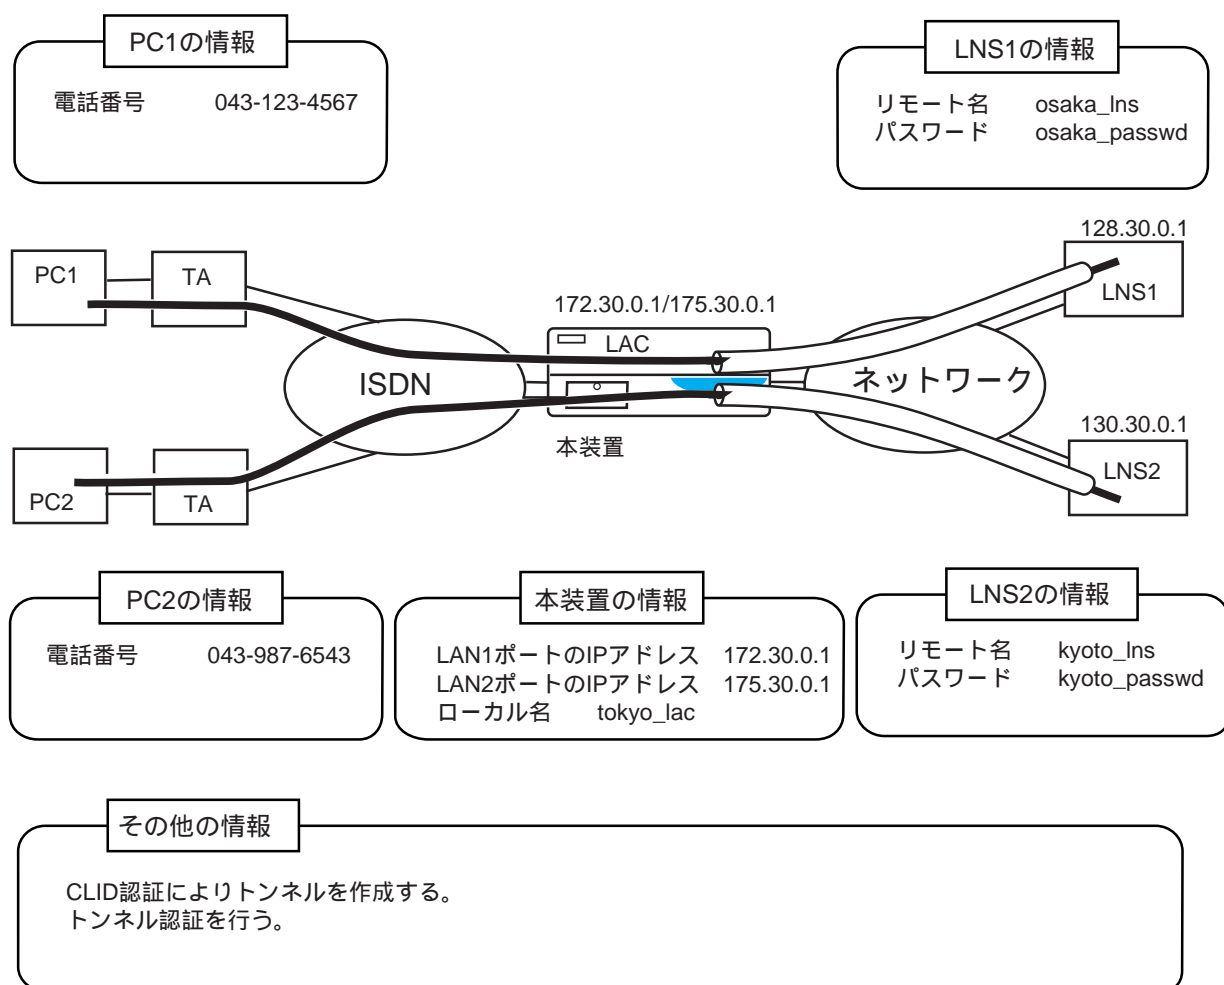 PC1の情報
電話番号 043-123-4567
LNS1の情報
リモート名 osaka_lns
パスワード osaka_passwd
128.30.0.1
PC1
TA
LNS1
172.30.0.1/175.30.0.1
LAC
ISDN
ネットワーク
本装置
130.30.0.1
LNS2
PC2
TA
PC2の情報
電話番号 043-987-6543
本装置の情報
LAN1ポートのIPアドレス 172.30.0.1
LAN2ポートのIPアドレス 175.30.0.1
ローカル名 tokyo_lac
LNS2の情報
リモート名 kyoto_lns
パスワード kyoto_passwd
その他の情報
CLID認証によりトンネルを作成する。
トンネル認証を行う。